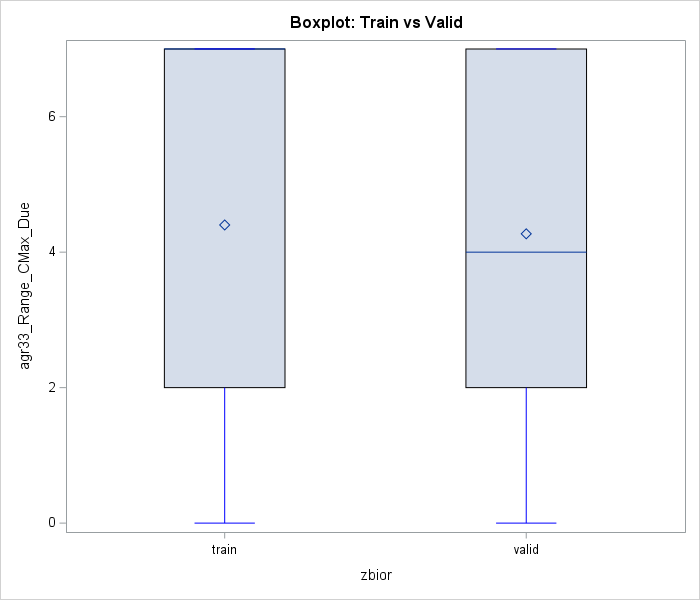 Boxplot: Train vs Valid
agr33_Range_CMax_Due
6
4
2
0
train
valid
zbior